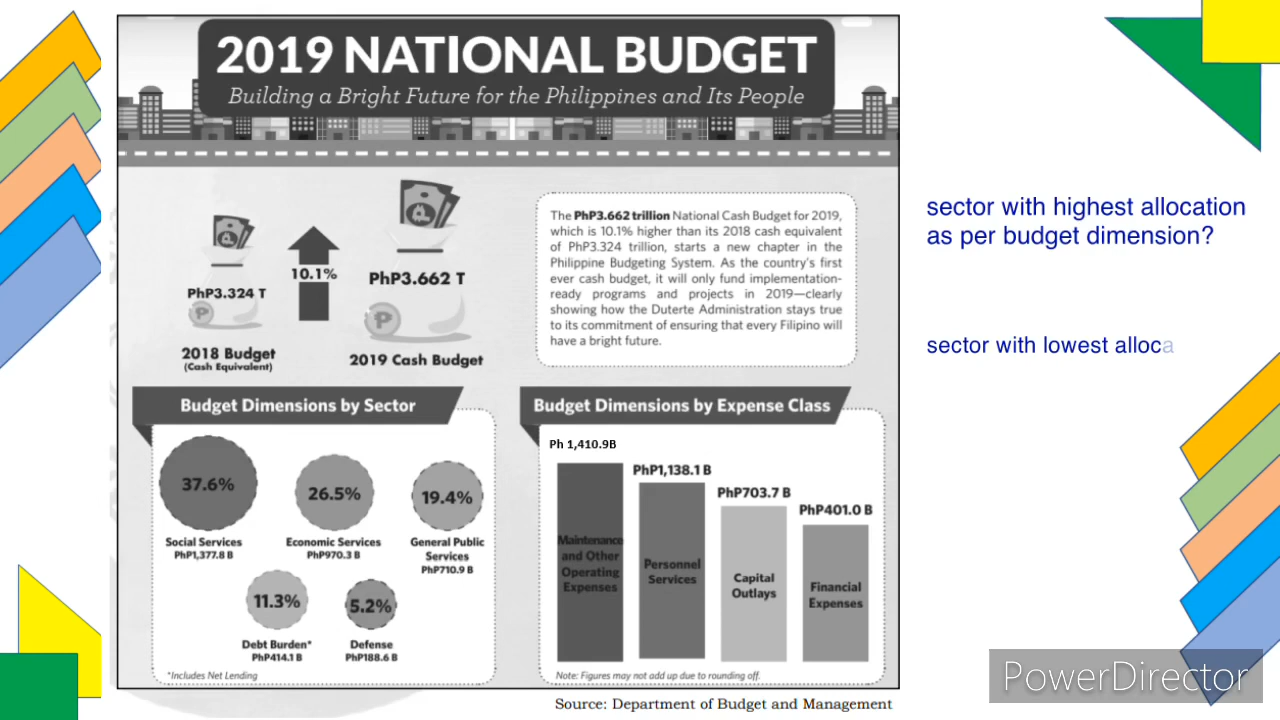 2019 NATIONAL BUDGET
Building a Bright Future for the Philippines and Its People
PhP3.324 T
2018 Budget
(Cash Equivalent)
10.1%
PhP3.662 T
2019 Cash Budget
The PhP3.662 trillion National Cash Budget for 2019,
which is 10.1% higher than its 2018 cash equivalent
of PhP3.324 trillion, starts a new chapter in the
Philippine Budgeting System. As the country's first
ever cash budget, it will only fund implementation-
ready programs and projects in 2019—clearly
showing how the Duterte Administration stays true
to its commitment of ensuring that every Filipino will
have a bright future.
sector with highest allocation
as per budget dimension?
sector with lowest alloca
Budget Dimensions by Sector
37.6%
Social Services
PhP1,377.8 B
26.5%
Economic Services
PhP970.3 B
19.4%
General Public
Services
PhP710.9 B
11.3%
Debt Burden*
PhP414.1 B
5.2%
Defense
PhP188.6 B
*Includes Net Lending
Budget Dimensions by Expense Class
Ph 1,410.9B
Maintenance
and Other
Operating
Expenses
PhP1,138.1 B
Personnel
Services
PhP703.7 B
Capital
Outlays
PhP401.0 B
Financial
Expenses
Note: Figures may not add up due to rounding off.
Source: Department of Budget and Management
PowerDirector